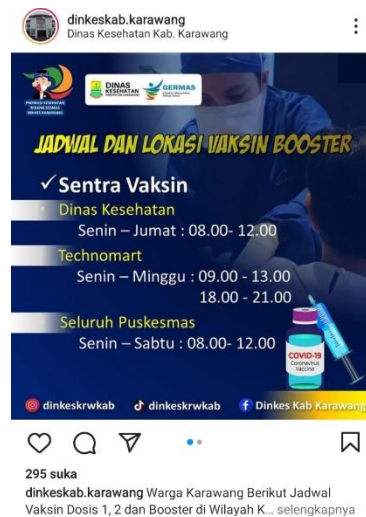 dinkeskab.karawang
Dinas Kesehatan Kab. Karawang
DINAS
KESEHATAN
GERMAS
JADWAL DAN LOKASI VAKSIN BOOSTER
✓ Sentra Vaksin
Dinas Kesehatan
Senin – Jumat : 08.00- 12.00
Technomart
Senin – Minggu : 09.00 - 13.00
18.00 - 21.00
Seluruh Puskesmas
Senin – Sabtu : 08.00- 12.00
COVID-19
Coronavirus
Vaccine
dinkeskrwkab dinkeskrwkab Dinkes Kab Karawang
295 suka
dinkeskab.karawang Warga Karawang Berikut Jadwal
Vaksin Dosis 1, 2 dan Booster di Wilayah K... selengkapnya